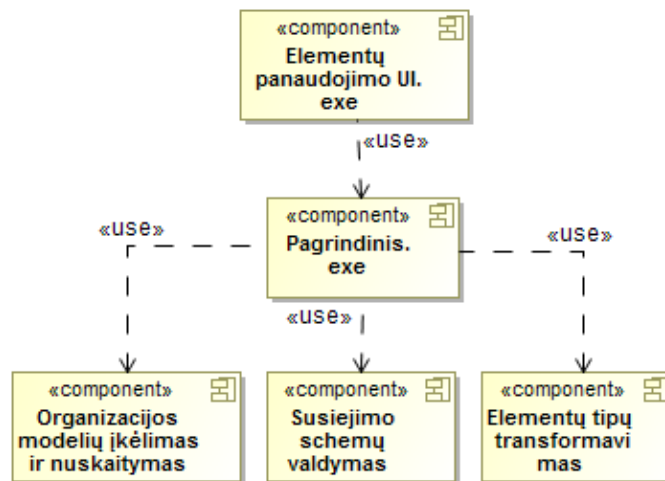 «component»
Elementų
panaudojimo UI.
exe
«use»
«component»
Pagrindinis.
exe
«use»
«use»
«use»
«component»
Organizacijos
modelių įkėlimas
ir nuskaitymas
«component»
Susiejimo
schemų
valdymas
«component»
Elementų tipų
transformavi
mas